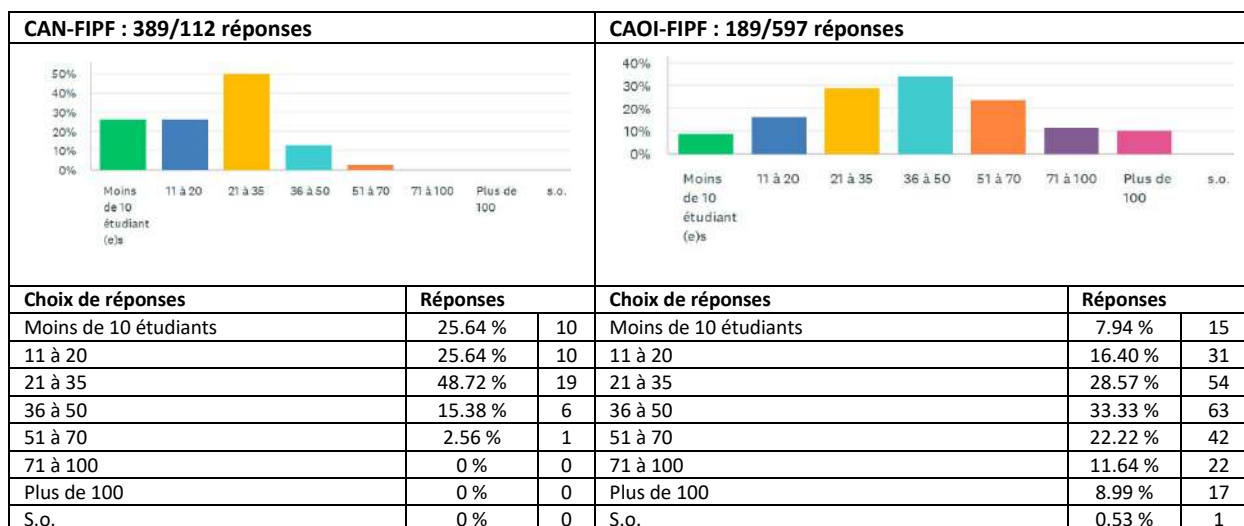 CAN-FIPF : 389/112 réponses
CAOI-FIPF : 189/597 réponses
50%
40%
30%
20%
10%
0%
Moins de 10 étudiant(e)s 11 à 20 21 à 35 36 à 50 51 à 70 71 à 100 Plus de 100 s.o.
40%
30%
20%
10%
0%
Moins de 10 étudiant(e)s 11 à 20 21 à 35 36 à 50 51 à 70 71 à 100 Plus de 100 s.o.
Choix de réponses Réponses Choix de réponses Réponses
Moins de 10 étudiants 25.64 % 10 Moins de 10 étudiants 7.94 % 15
11 à 20 25.64 % 10 11 à 20 16.40 % 31
21 à 35 48.72 % 19 21 à 35 28.57 % 54
36 à 50 15.38 % 6 36 à 50 33.33 % 63
51 à 70 2.56 % 1 51 à 70 22.22 % 42
71 à 100 0 % 0 71 à 100 11.64 % 22
Plus de 100 0 % 0 Plus de 100 8.99 % 17
S.o. 0 % 0 S.o. 0.53 % 1